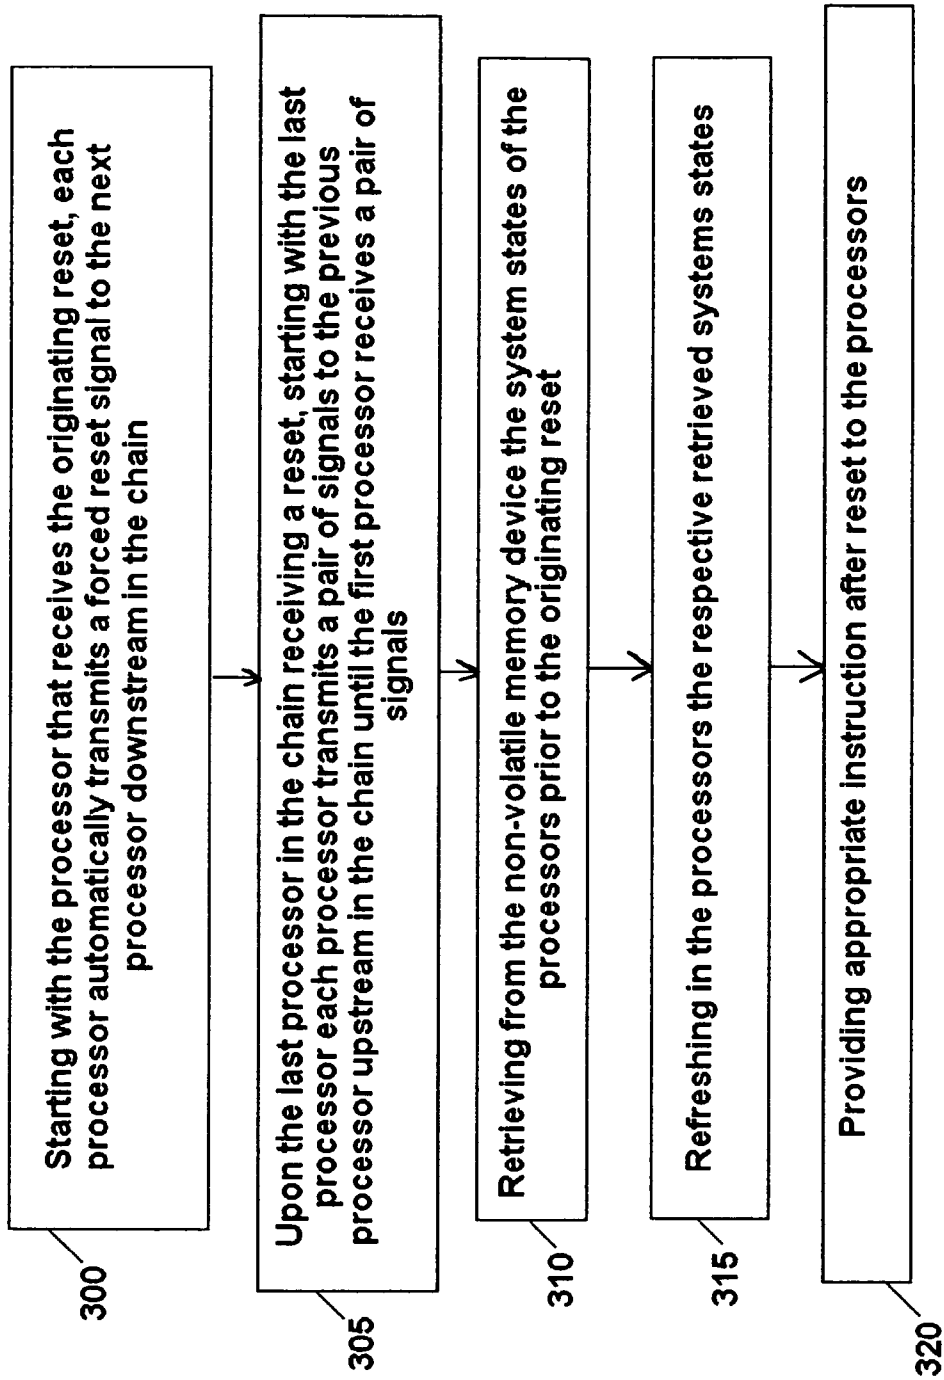 Starting with the processor that receives the originating reset, each
processor automatically transmits a forced reset signal to the next
processor downstream in the chain
300
Upon the last processor in the chain receiving a reset, starting with the last
processor each processor transmits a pair of signals to the previous
processor upstream in the chain until the first processor receives a pair of
signals
305
Retrieving from the non-volatile memory device the system states of the
processors prior to the originating reset
310
Refreshing in the processors the respective retrieved systems states
315
Providing appropriate instruction after reset to the processors
320